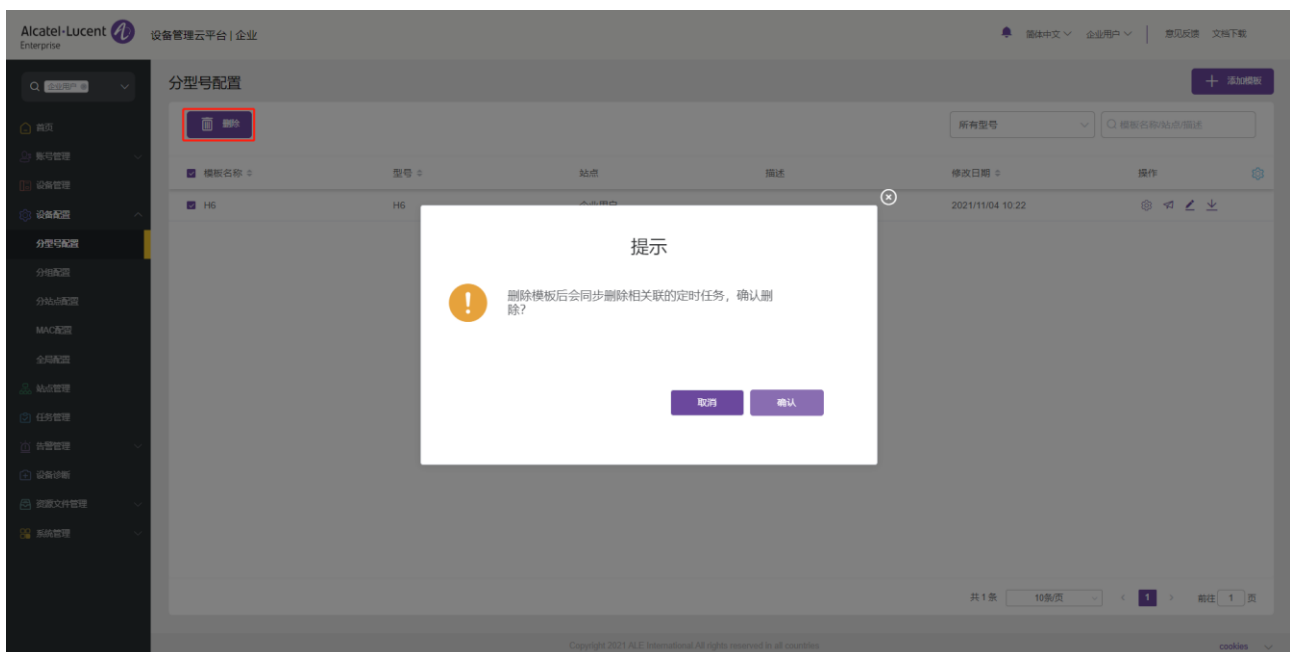 Alcatel·Lucent
Enterprise
设备管理云平台 | 企业
简体中文
企业用户
意见反馈
文档下载
企业用户
分型号配置
添加模板
删除
所有型号
模板名称/站点/描述
首页
账号管理
设备管理
设备配置
分型号配置
分组配置
分站点配置
MAC配置
全局配置
站点管理
任务管理
告警管理
设备诊断
资源文件管理
系统管理
模板名称
型号
站点
描述
修改日期
操作
H6
H6
企业用户
2021/11/04 10:22
提示
删除模板后会同步删除相关联的定时任务，确认删
除?
取消
确认
共 1 条
10条/页
1
前往 1 页
Copyright 2021 ALE International.All rights reserved in all countries
cookies